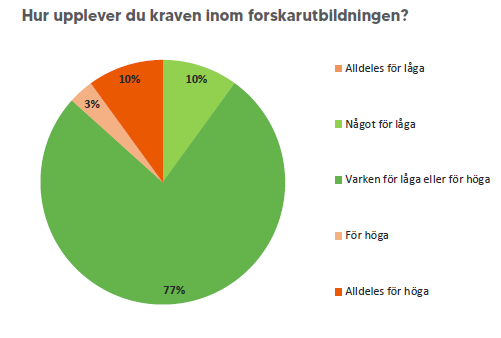 Hur upplever du kraven inom forskarutbildningen?
10%
10%
3%
77%
Alldeles för låga
Något för låga
Varken för låga eller för höga
För höga
Alldeles för höga